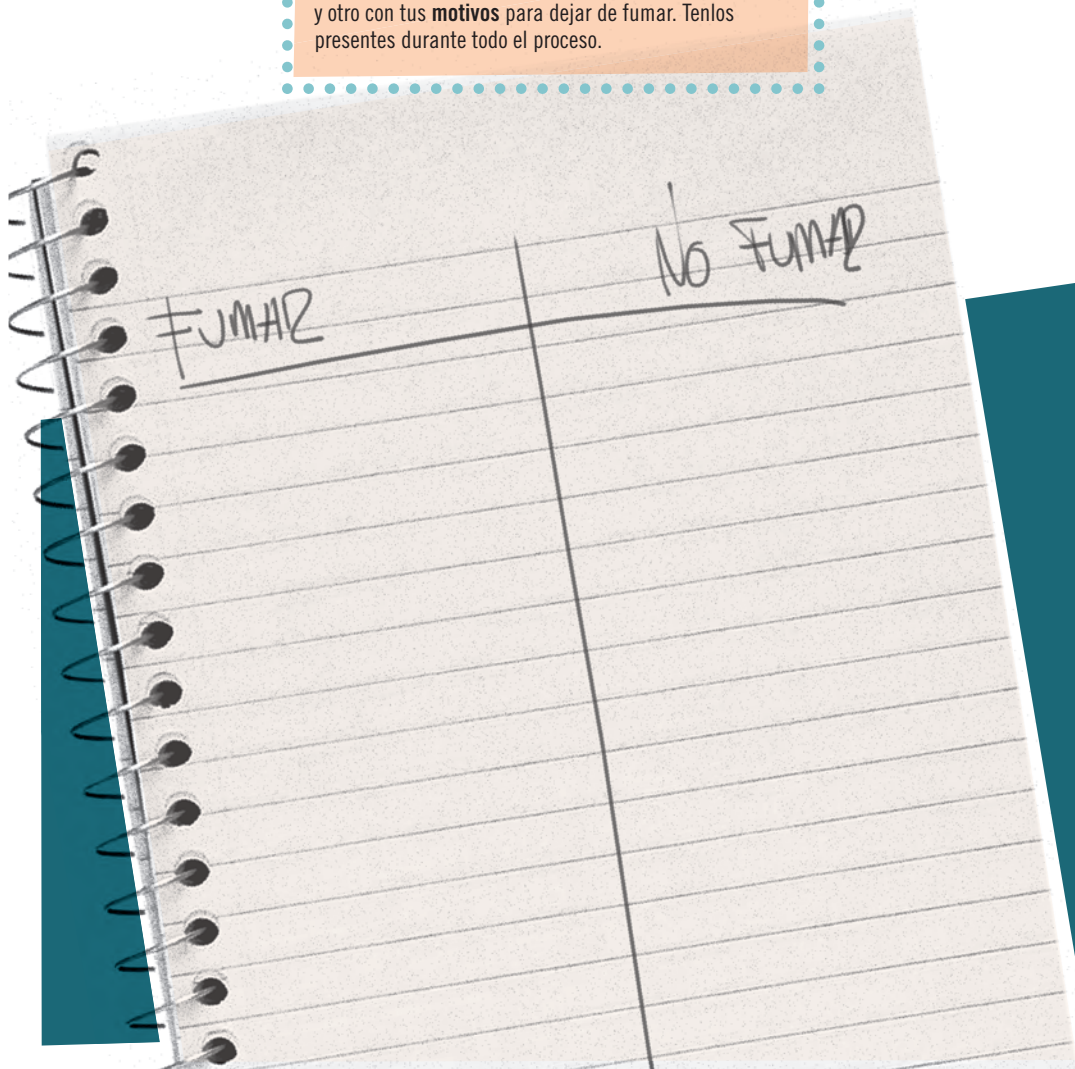 y otro con tus motivos para dejar de fumar. Tenlos
presentes durante todo el proceso.
FUMAR
NO FUMAR